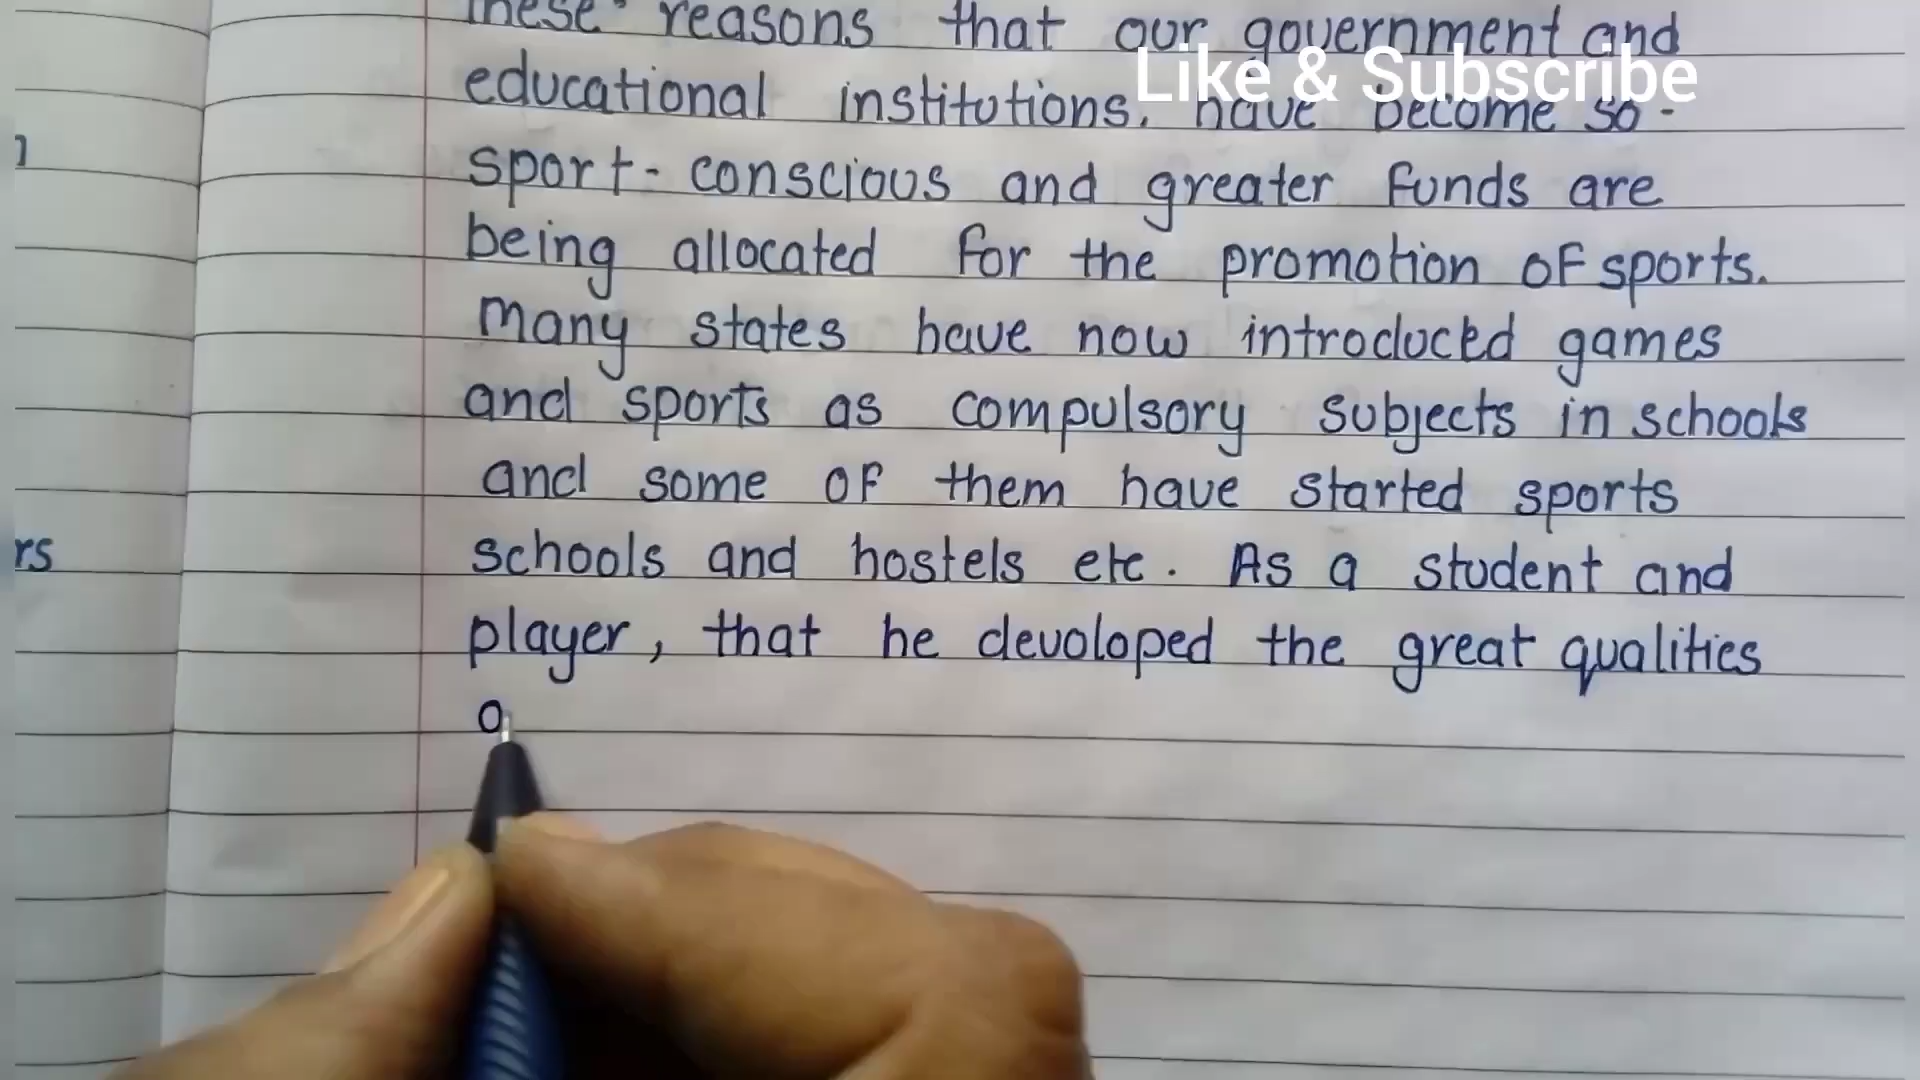 these reasons that our government and
Like & Subscribe
educational institutions. have become so-
sport - conscious and greater funds are
being allocated for the promotion of sports.
Many states have now introduced games
and sports as compulsory subjects in schools
and some of them have started sports
rs
schools and hostels etc. As a student and
player, that he devoloped the great qualities
o